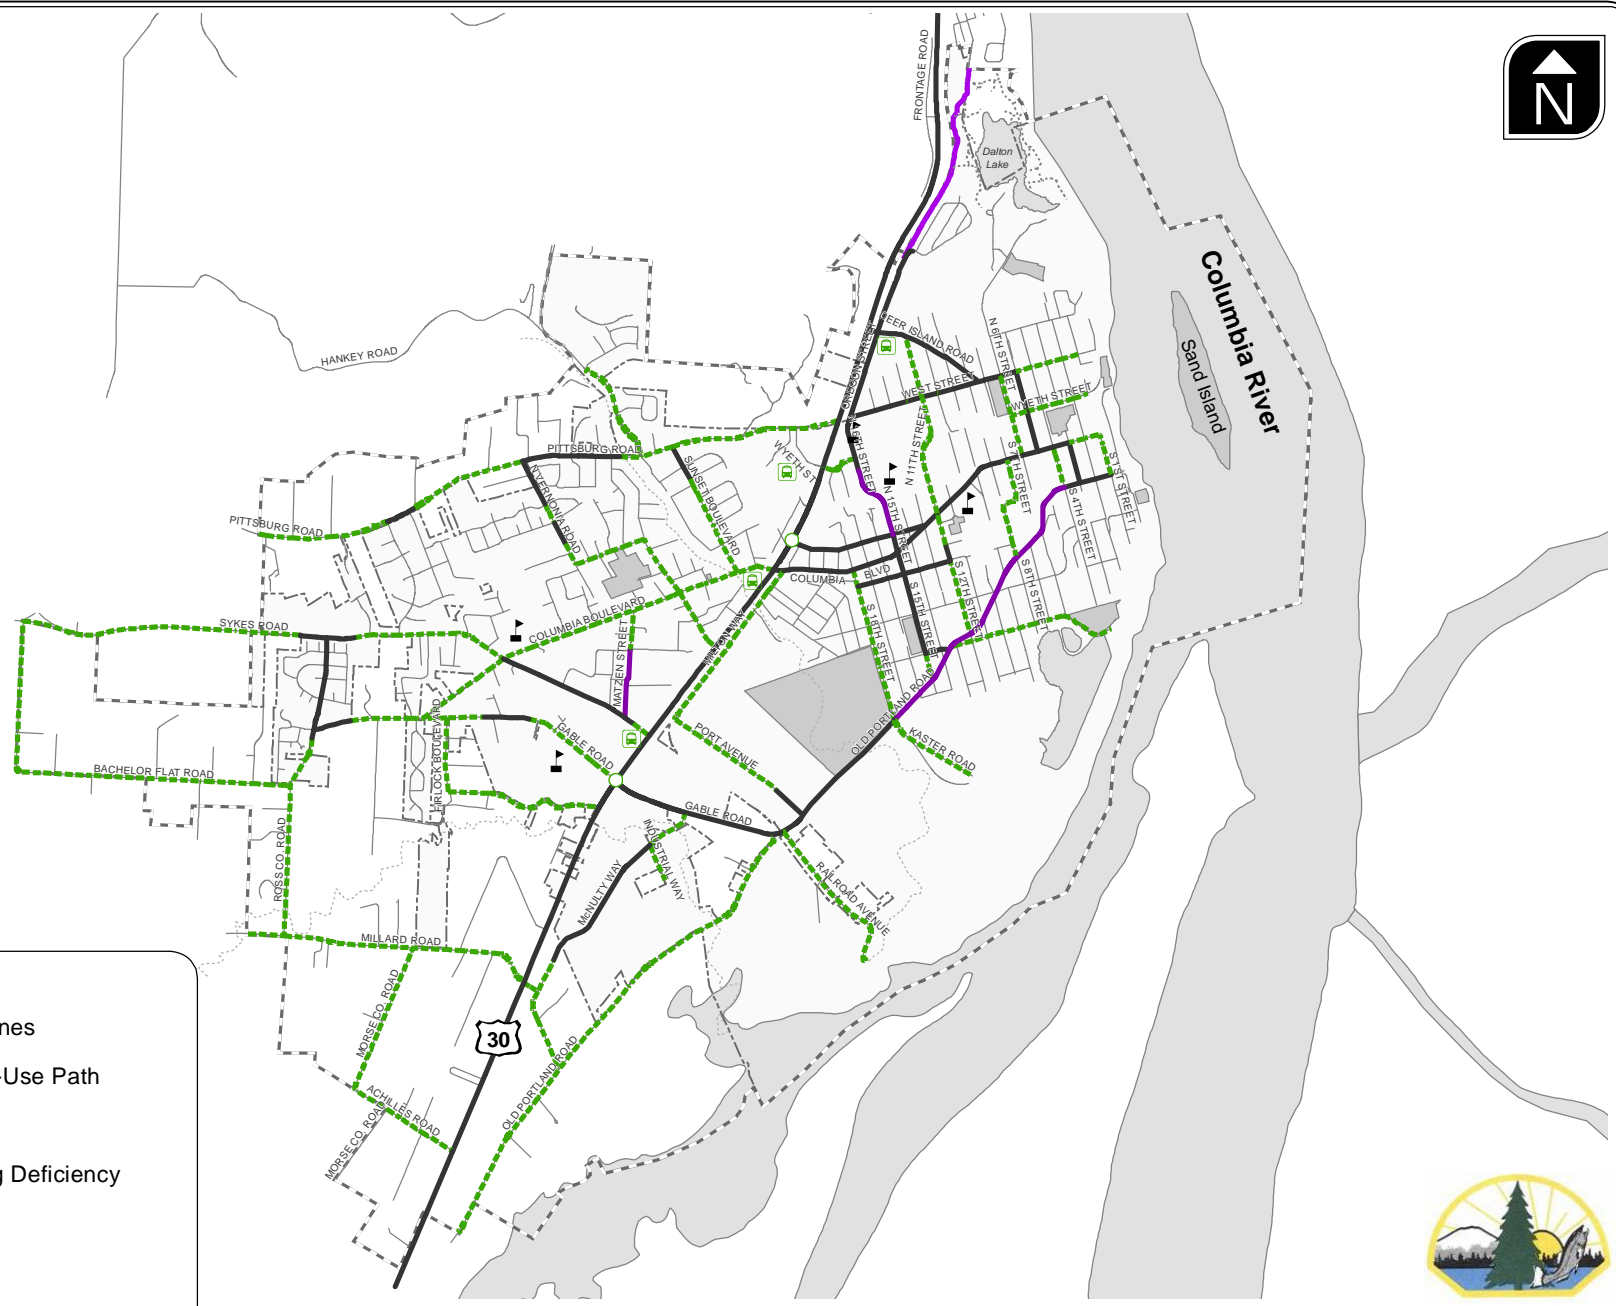 FRONTAGE ROAD
N
Dalton
Lake
Columbia River
Sand Island
HANKEY ROAD
DEER ISLAND ROAD
N 6TH STREET
WEST STREET
WYETH STREET
PITTSBURG ROAD
WYETH ST
N 16TH STREET
N 11TH STREET
S 7TH STREET
S 1ST STREET
SUNSET BOULEVARD
N VERNONIA ROAD
N 15TH STREET
S 4TH STREET
PITTSBURG ROAD
COLUMBIA BLVD
S 12TH STREET
S 8TH STREET
SYKES ROAD
COLUMBIA BOULEVARD
MILTON WAY
S 18TH STREET
S 15TH STREET
MATZEN STREET
OLD PORTLAND ROAD
KASTER ROAD
PORT AVENUE
GABLE ROAD
FIRLOCK BOULEVARD
BACHELOR FLAT ROAD
GABLE ROAD
ROSS CO. ROAD
INDUSTRIAL WAY
McNULTY WAY
RAILROAD AVENUE
MILLARD ROAD
MORSE CO. ROAD
30
OLD PORTLAND ROAD
ACHILLES ROAD
MORSE CO. ROAD
nes
-Use Path
g Deficiency